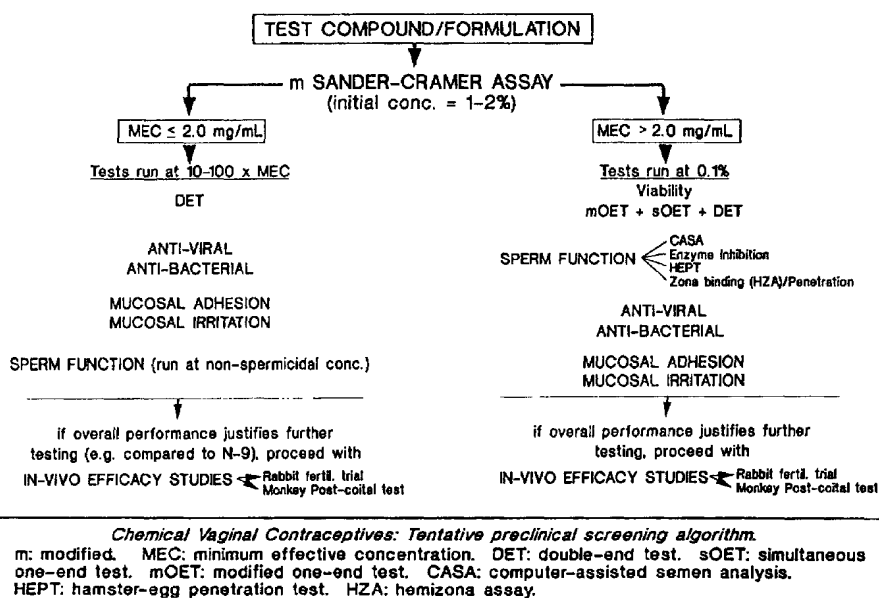 TEST COMPOUND/FORMULATION
m SANDER-CRAMER ASSAY
(initial conc. = 1-2%)
MEC ≤ 2.0 mg/mL
Tests run at 10-100 x MEC
DET
ANTI-VIRAL
ANTI-BACTERIAL
MUCOSAL ADHESION
MUCOSAL IRRITATION
SPERM FUNCTION (run at non-spermicidal conc.)
if overall performance justifies further
testing (e.g. compared to N-9), proceed with
IN-VIVO EFFICACY STUDIES
Rabbit fertil. trial
Monkey Post-coital test
MEC > 2.0 mg/mL
Tests run at 0.1%
Viability
mOET + sOET + DET
SPERM FUNCTION
CASA
Enzyme Inhibition
HEPT
Zona binding (HZA)/Penetration
ANTI-VIRAL
ANTI-BACTERIAL
MUCOSAL ADHESION
MUCOSAL IRRITATION
if overall performance justifies further
testing, proceed with
IN-VIVO EFFICACY STUDIES
Rabbit fertil. trial
Monkey Post-coital test
Chemical Vaginal Contraceptives: Tentative preclinical screening algorithm.
m: modified. MEC: minimum effective concentration. DET: double-end test. sOET: simultaneous
one-end test. mOET: modified one-end test. CASA: computer-assisted semen analysis.
HEPT: hamster-egg penetration test. HZA: hemizona assay.